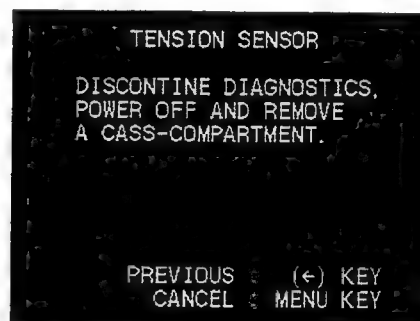 TENSION SENSOR
DISCONTINE DIAGNOSTICS,
POWER OFF AND REMOVE
A CASS-COMPARTMENT.
PREVIOUS : (←) KEY
CANCEL : MENU KEY